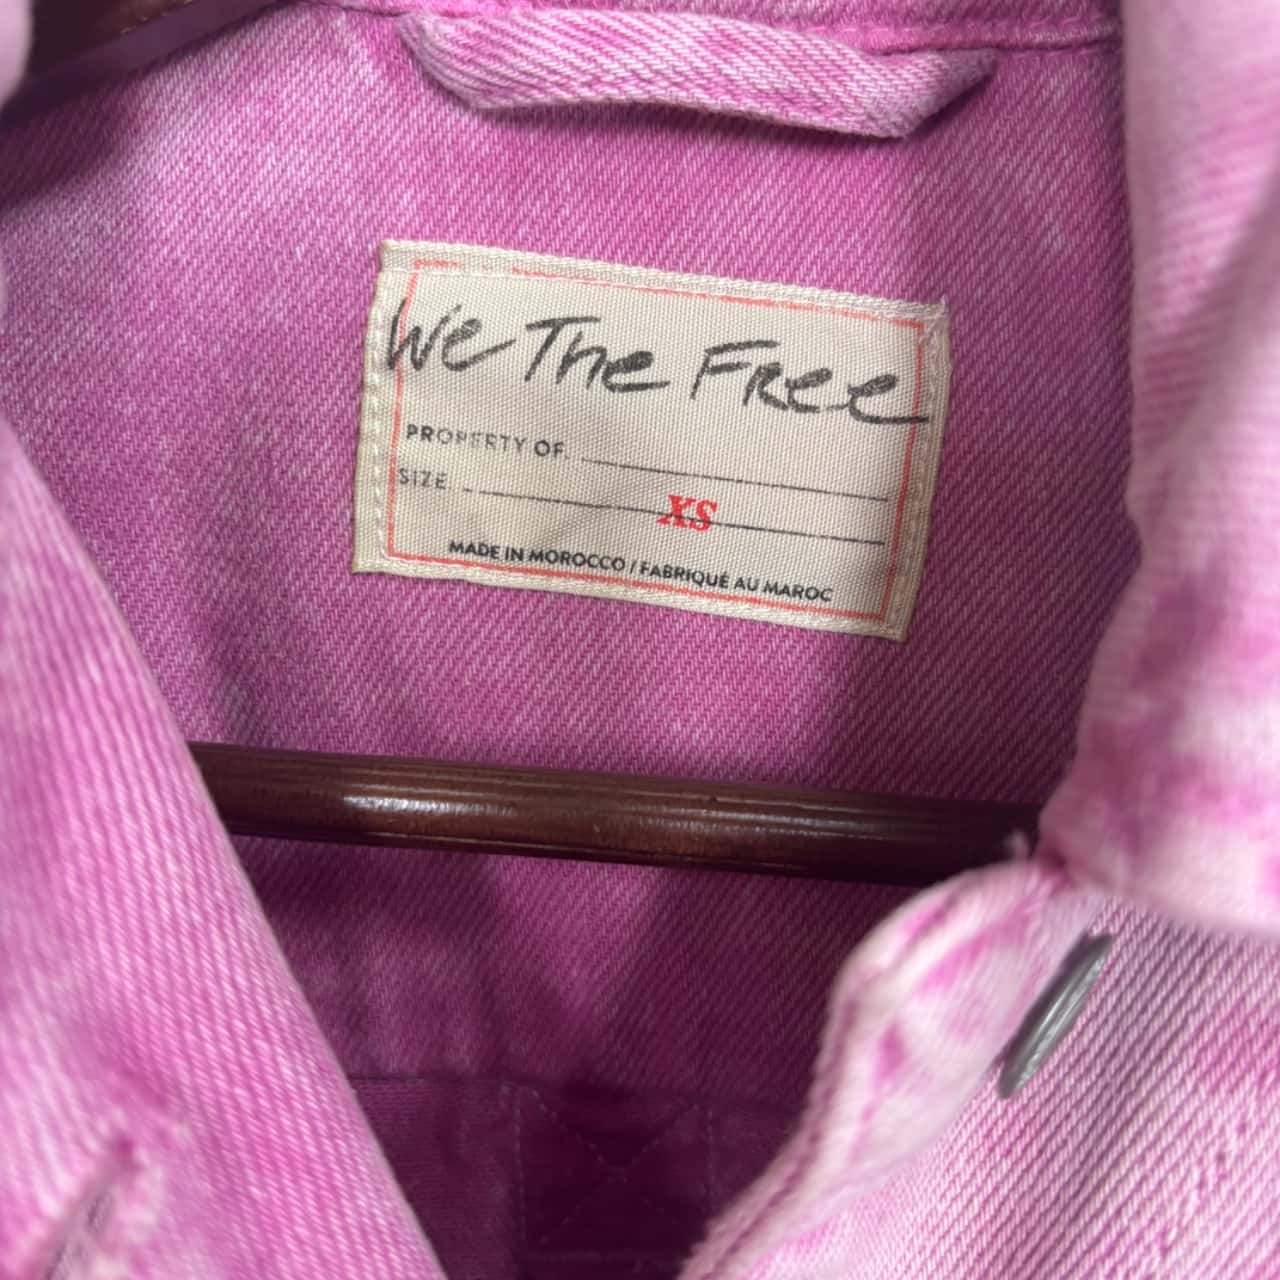 We The Free
PROPERTY OF
SIZE XS
MADE IN MOROCCO / FABRIQUÉ AU MAROC